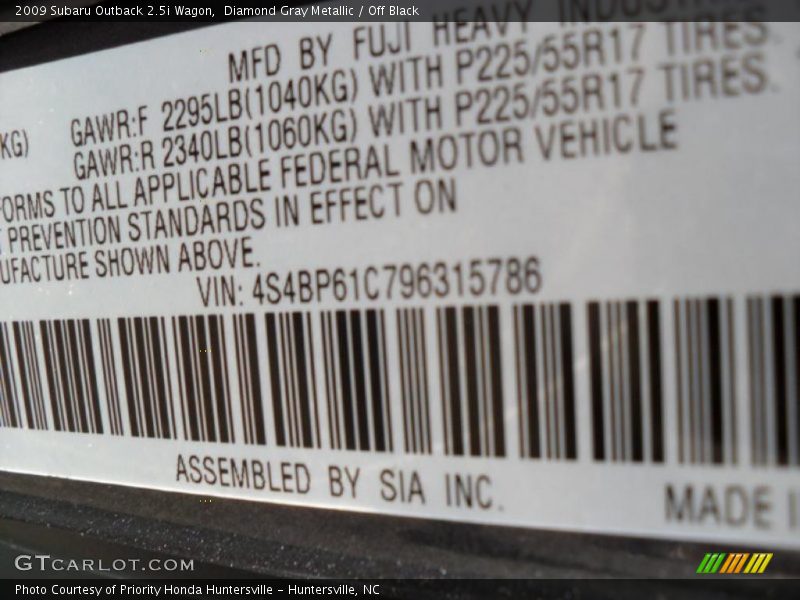 2009 Subaru Outback 2.5i Wagon, Diamond Gray Metallic / Off Black
MFD BY FUJI HEAVY INDUSTRIES
GAWR:F 2295LB(1040KG) WITH P225/55R17 TIRES
KG) GAWR:R 2340LB(1060KG) WITH P225/55R17 TIRES.
FORMS TO ALL APPLICABLE FEDERAL MOTOR VEHICLE
PREVENTION STANDARDS IN EFFECT ON
UFACTURE SHOWN ABOVE.
VIN: 4S4BP61C796315786
ASSEMBLED BY SIA INC.
MADE I
GTCARLOT.COM
Photo Courtesy of Priority Honda Huntersville – Huntersville, NC